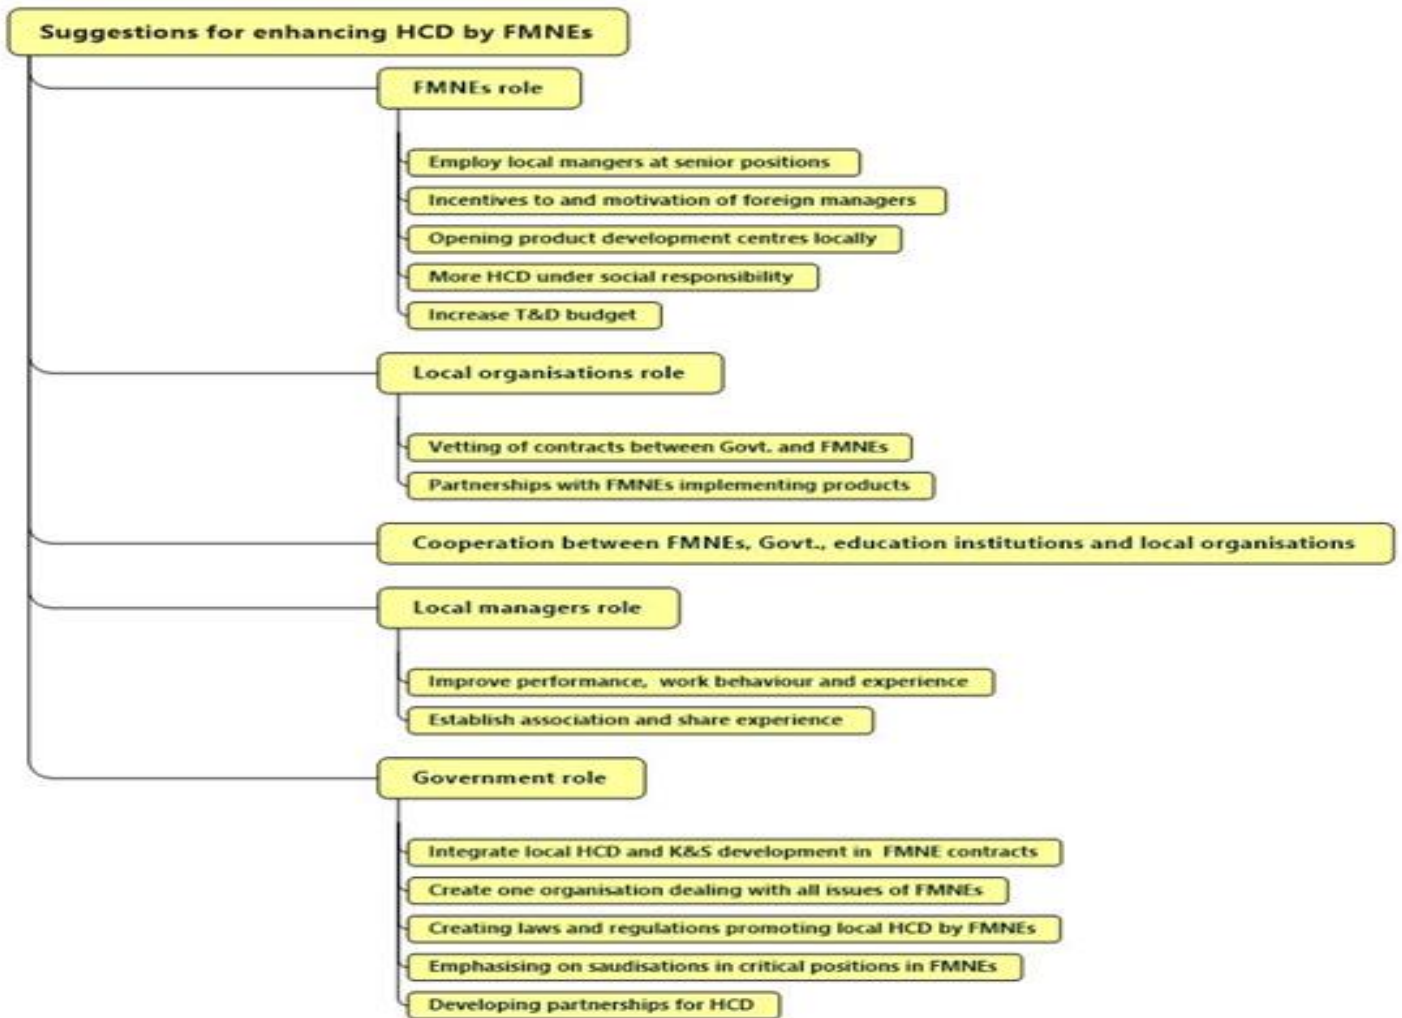 Suggestions for enhancing HCD by FMNEs
FMNEs role
Employ local mangers at senior positions
Incentives to and motivation of foreign managers
Opening product development centres locally
More HCD under social responsibility
Increase T&D budget
Local organisations role
Vetting of contracts between Govt. and FMNEs
Partnerships with FMNEs implementing products
Cooperation between FMNEs, Govt., education institutions and local organisations
Local managers role
Improve performance,  work behaviour and experience
Establish association and share experience
Government role
Integrate local HCD and K&S development in  FMNE contracts
Create one organisation dealing with all issues of FMNEs
Creating laws and regulations promoting local HCD by FMNEs
Emphasising on saudisations in critical positions in FMNEs
Developing partnerships for HCD